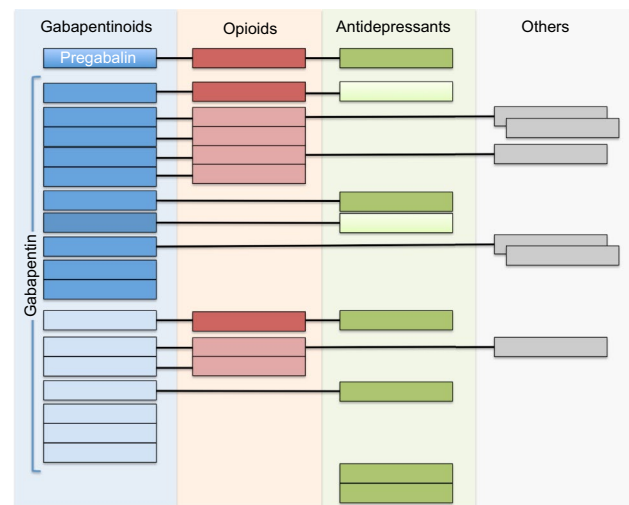 Gabapentinoids
Opioids
Antidepressants
Others
Pregabalin
Gabapentin